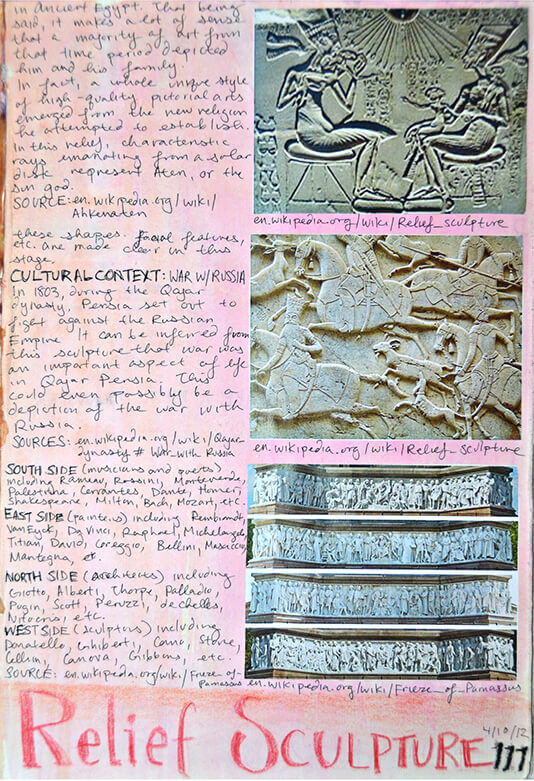 in Ancient Egypt. That being
said, it makes a lot of sense
that a majority of art from
that time period depicted
him and his family.
In fact, a whole unique style
of high-quality pictorial arts
emerged from the new religion
he attempted to establish.
In this relief, characteristic
rays emanating from a solar
disk represent Aten, or the
sun god.
SOURCE: en.wikipedia.org/wiki/
Ahkenaten
en.wikipedia.org/wiki/Relief_sculpture
these shapes. Facial features,
etc. are made clear in this
stage.
CULTURAL CONTEXT: WAR W/RUSSIA
In 1803, during the Qajar
dynasty, Persia set out to
fight against the Russian
Empire. It can be inferred from
this sculpture that war was
an important aspect of life
in Qajar Persia. This
could even possibly be a
depiction of the war with
Russia.
SOURCES: en.wikipedia.org/wiki/Qajar-
dynasty # War-with Russia
en.wikipedia.org/wiki/Relief_sculpture
SOUTH SIDE (musicians and poets)
including Rameau, Rossini, Monteverde,
Palestrina, Cervantes, Dante, Homer,
Shakespeare, Milton, Bach, Mozart, etc
EAST SIDE (painters) including Rembrandt,
Van Eyck, Da Vinci, Raphael, Michelangelo
Titian, David, Coreggio, Bellini, Masaccio
Mantegna, etc.
NORTH SIDE (architects) including
Giotto, Alberti, Thorpe, Palladio,
Pugin, Scott, Peruzzi, dechelles,
Nitocris, etc.
WEST SIDE (sculptors) including
Donatello, Ghiberti, Cano, Stone,
Cellini, Canova, Gibbons, etc.
SOURCE: en.wikipedia.org/wiki/Frieze_of-
Parnassus
en.wikipedia.org/wiki/Frieze_of_Parnassus
4/10/12
Relief SCULPTURE